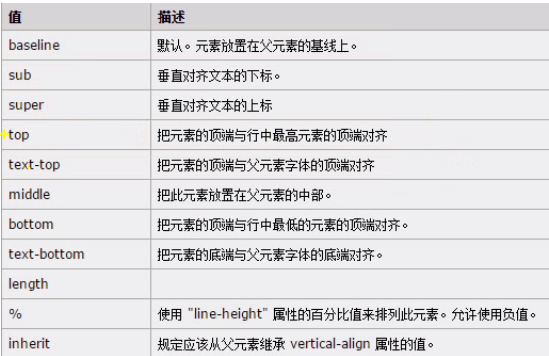 值 描述
baseline 默认。元素放置在父元素的基线上。
sub 垂直对齐文本的下标。
super 垂直对齐文本的上标
top 把元素的顶端与行中最高元素的顶端对齐
text-top 把元素的顶端与父元素字体的顶端对齐
middle 把此元素放置在父元素的中部。
bottom 把元素的顶端与行中最低的元素的顶端对齐。
text-bottom 把元素的底端与父元素字体的底端对齐。
length
% 使用 "line-height" 属性的百分比值来排列此元素。允许使用负值。
inherit 规定应该从父元素继承 vertical-align 属性的值。